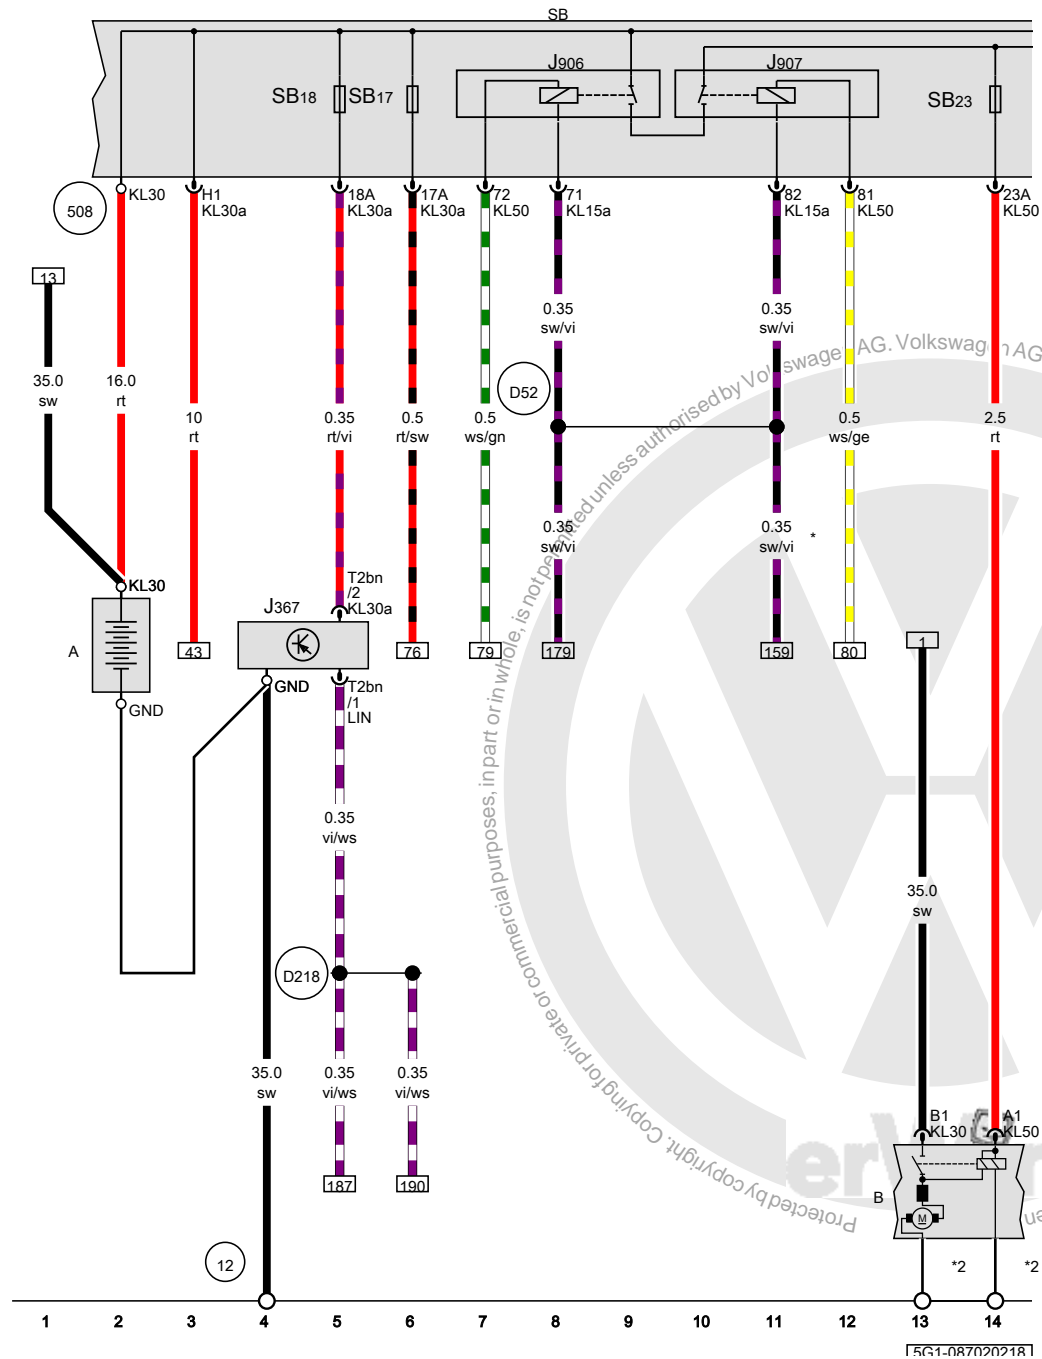 SB
J906
J907
SB18
SB17
SB23
508
KL30
H1
KL30a
18A
KL30a
17A
KL30a
72
KL50
71
KL15a
82
KL15a
81
KL50
23A
KL50
13
0.35
sw/vi
0.35
sw/vi
35.0
sw
16.0
rt
10
rt
0.35
rt/vi
0.5
rt/sw
0.5
ws/gn
D52
0.5
ws/ge
2.5
rt
0.35
sw/vi
0.35
sw/vi
*
KL30
A
GND
J367
T2bn
/2
KL30a
GND
T2bn
/1
LIN
43
76
79
179
159
80
1
0.35
vi/ws
35.0
sw
D218
35.0
sw
0.35
vi/ws
0.35
vi/ws
187
190
B1
KL30
A1
KL50
B
M
*2
*2
12
1 2 3 4 5 6 7 8 9 10 11 12 13 14
5G1-087020218
Protected by copyright. Copying for private or commercial purposes, in part or in whole, is not permitted unless authorised by Volkswagen AG. Volkswagen AG